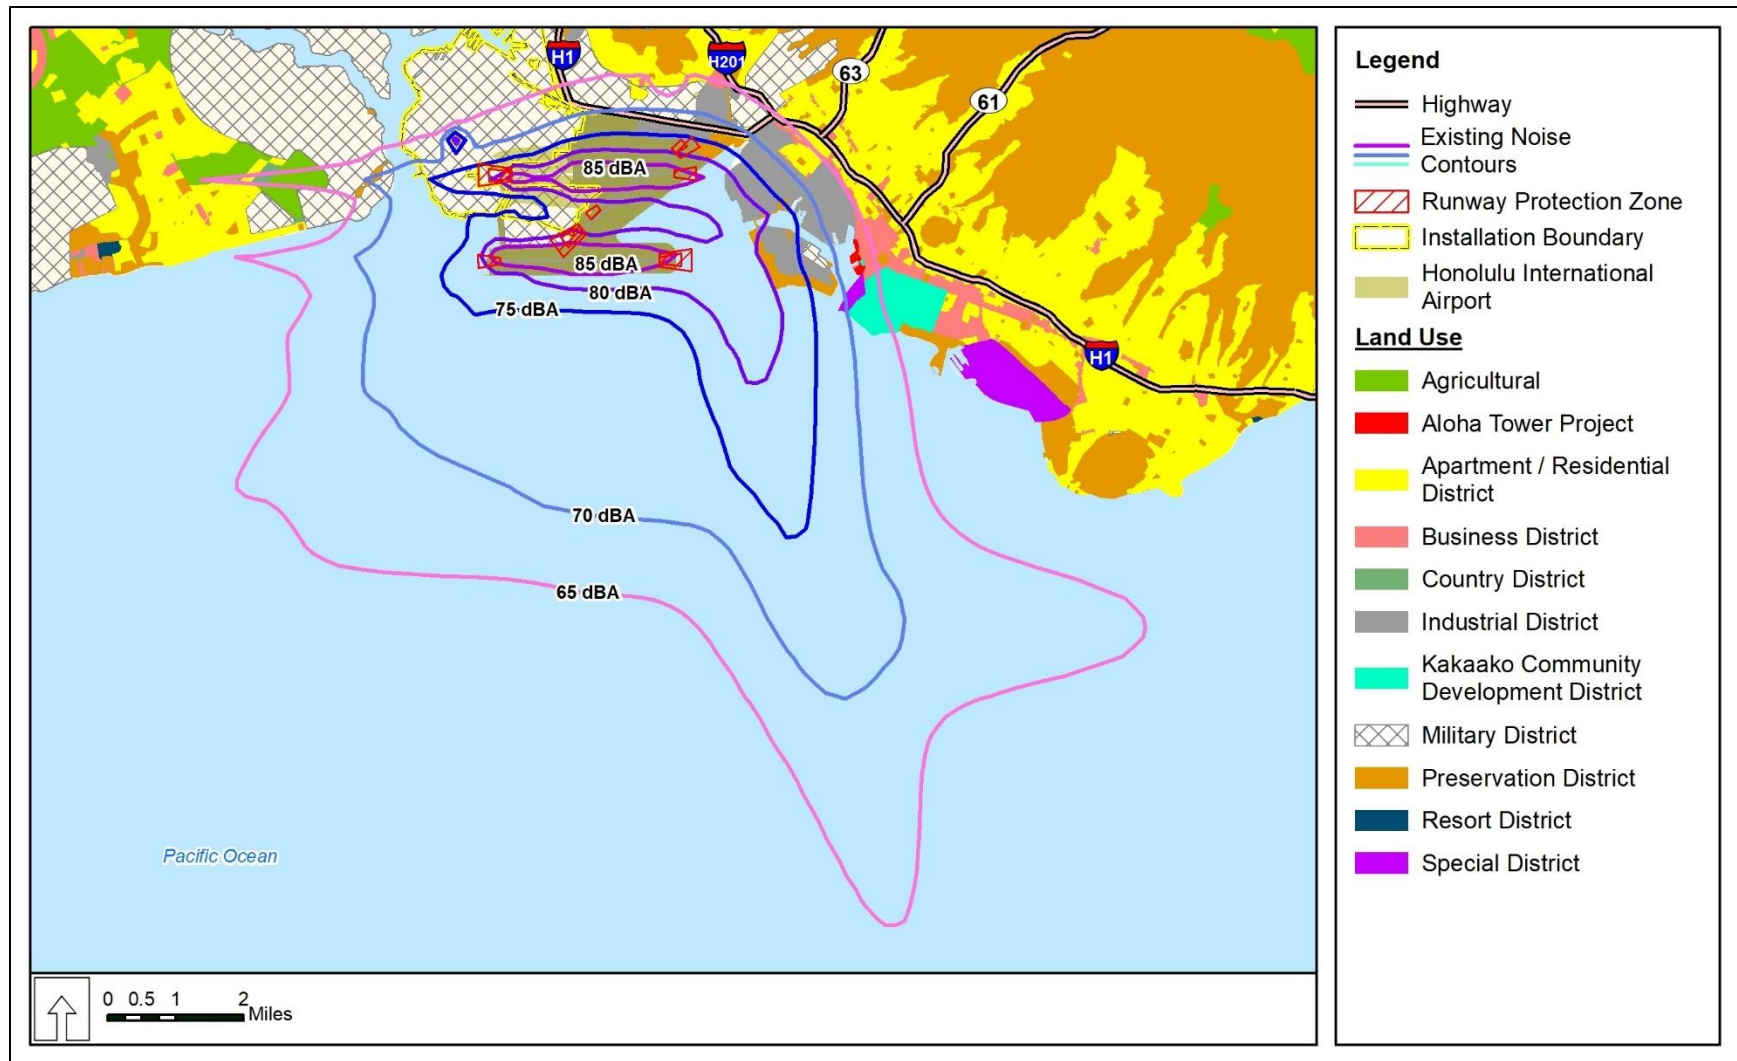 H1
H201
63
61
85 dBA
85 dBA
80 dBA
75 dBA
H1
70 dBA
65 dBA
Pacific Ocean
0 0.5 1 2
Miles
Legend
Highway
Existing Noise
Contours
Runway Protection Zone
Installation Boundary
Honolulu International
Airport
Land Use
Agricultural
Aloha Tower Project
Apartment / Residential
District
Business District
Country District
Industrial District
Kakaako Community
Development District
Military District
Preservation District
Resort District
Special District